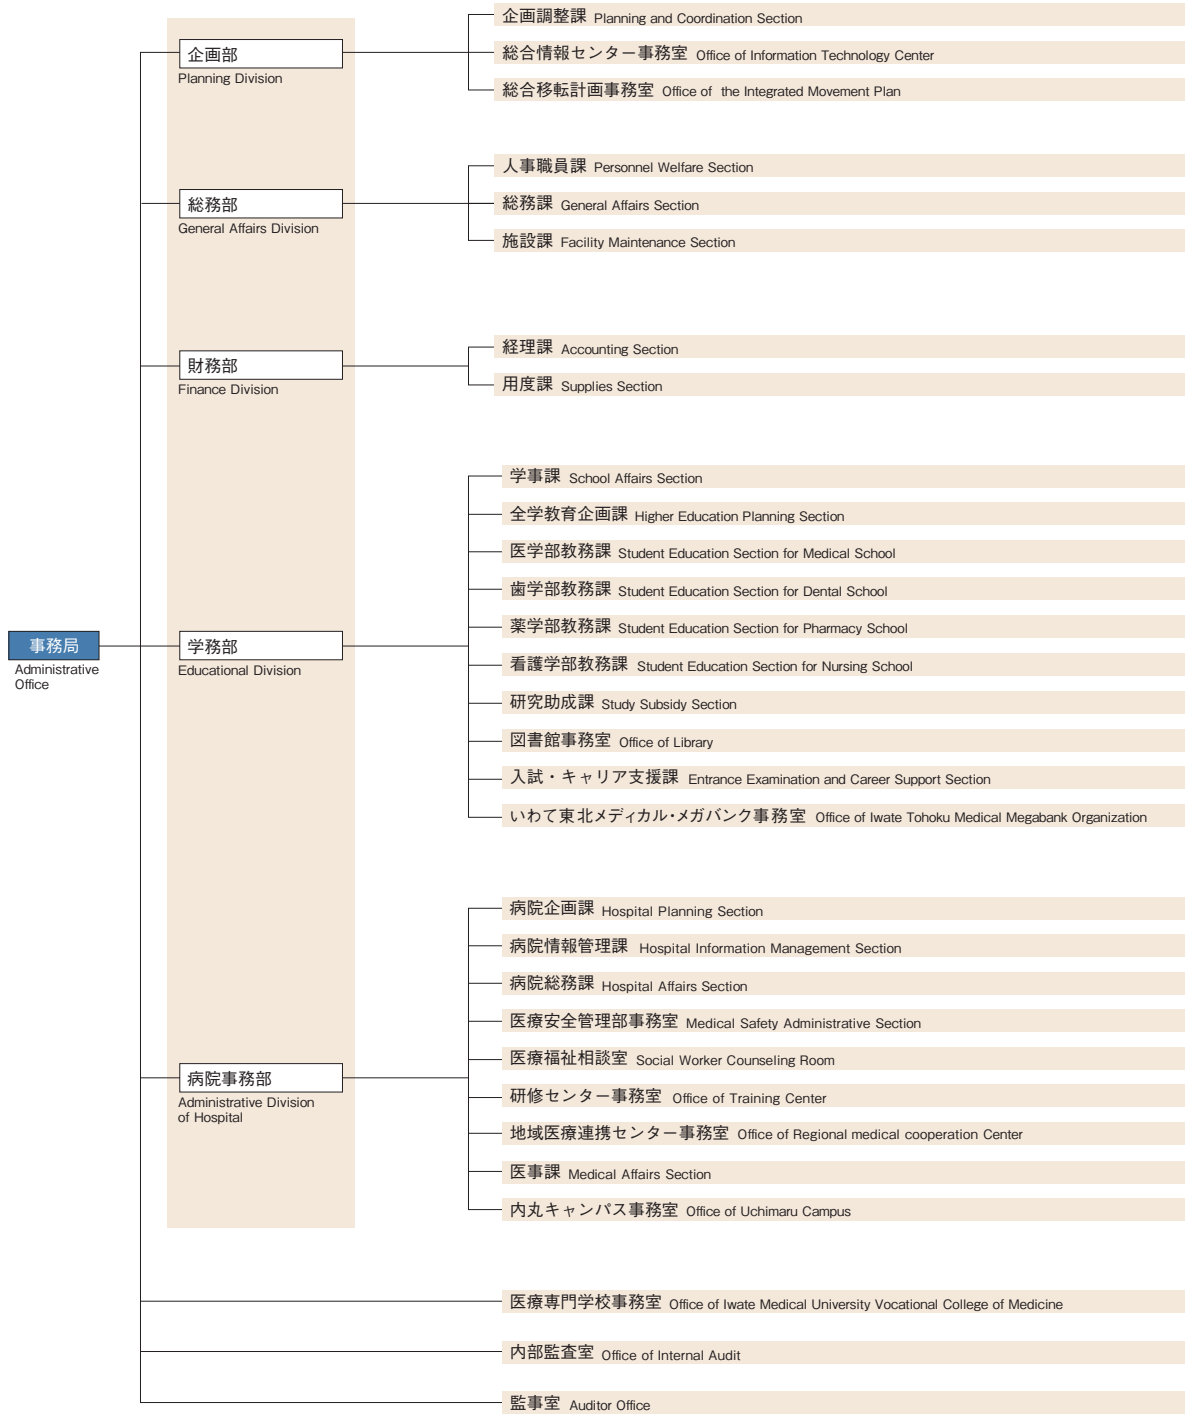 企画調整課 Planning and Coordination Section
企画部
総合情報センター事務室 Office of Information Technology Center
Planning Division
総合移転計画事務室 Office of the Integrated Movement Plan
人事職員課 Personnel Welfare Section
総務部
総務課 General Affairs Section
General Affairs Division
施設課 Facility Maintenance Section
経理課 Accounting Section
財務部
Finance Division
用度課 Supplies Section
学事課 School Affairs Section
全学教育企画課 Higher Education Planning Section
医学部教務課 Student Education Section for Medical School
歯学部教務課 Student Education Section for Dental School
薬学部教務課 Student Education Section for Pharmacy School
事務局
Administrative
Office
学務部
Educational Division
看護学部教務課 Student Education Section for Nursing School
研究助成課 Study Subsidy Section
図書館事務室 Office of Library
入試・キャリア支援課 Entrance Examination and Career Support Section
いわて東北メディカル・メガバンク事務室 Office of Iwate Tohoku Medical Megabank Organization
病院企画課 Hospital Planning Section
病院情報管理課 Hospital Information Management Section
病院総務課 Hospital Affairs Section
医療安全管理部事務室 Medical Safety Administrative Section
医療福祉相談室 Social Worker Counseling Room
病院事務部
Administrative Division
of Hospital
研修センター事務室 Office of Training Center
地域医療連携センター事務室 Office of Regional medical cooperation Center
医事課 Medical Affairs Section
内丸キャンパス事務室 Office of Uchimaru Campus
医療専門学校事務室 Office of Iwate Medical University Vocational College of Medicine
内部監査室 Office of Internal Audit
監事室 Auditor Office